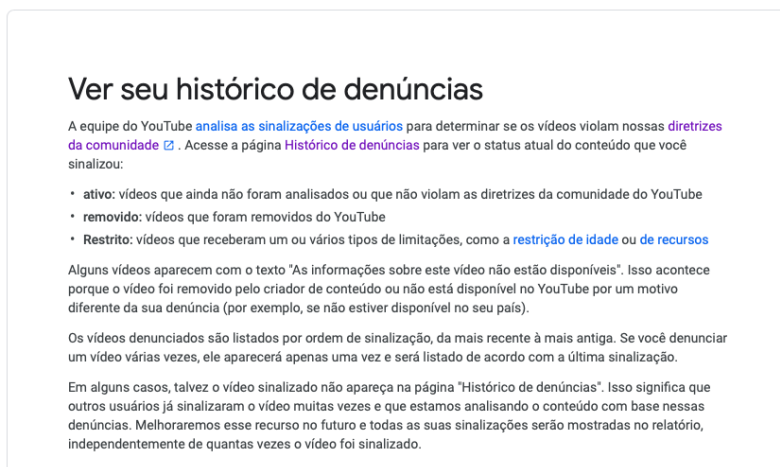 Ver seu histórico de denúncias
A equipe do YouTube analisa as sinalizações de usuários para determinar se os vídeos violam nossas diretrizes
da comunidade. Acesse a página Histórico de denúncias para ver o status atual do conteúdo que você
sinalizou:
• ativo: vídeos que ainda não foram analisados ou que não violam as diretrizes da comunidade do YouTube
• removido: vídeos que foram removidos do YouTube
• Restrito: vídeos que receberam um ou vários tipos de limitações, como a restrição de idade ou de recursos
Alguns vídeos aparecem com o texto "As informações sobre este vídeo não estão disponíveis". Isso acontece
porque o vídeo foi removido pelo criador de conteúdo ou não está disponível no YouTube por um motivo
diferente da sua denúncia (por exemplo, se não estiver disponível no seu país).
Os vídeos denunciados são listados por ordem de sinalização, da mais recente à mais antiga. Se você denunciar
um vídeo várias vezes, ele aparecerá apenas uma vez e será listado de acordo com a última sinalização.
Em alguns casos, talvez o vídeo sinalizado não apareça na página "Histórico de denúncias". Isso significa que
outros usuários já sinalizaram o vídeo muitas vezes e que estamos analisando o conteúdo com base nessas
denúncias. Melhoraremos esse recurso no futuro e todas as suas sinalizações serão mostradas no relatório,
independentemente de quantas vezes o vídeo foi sinalizado.